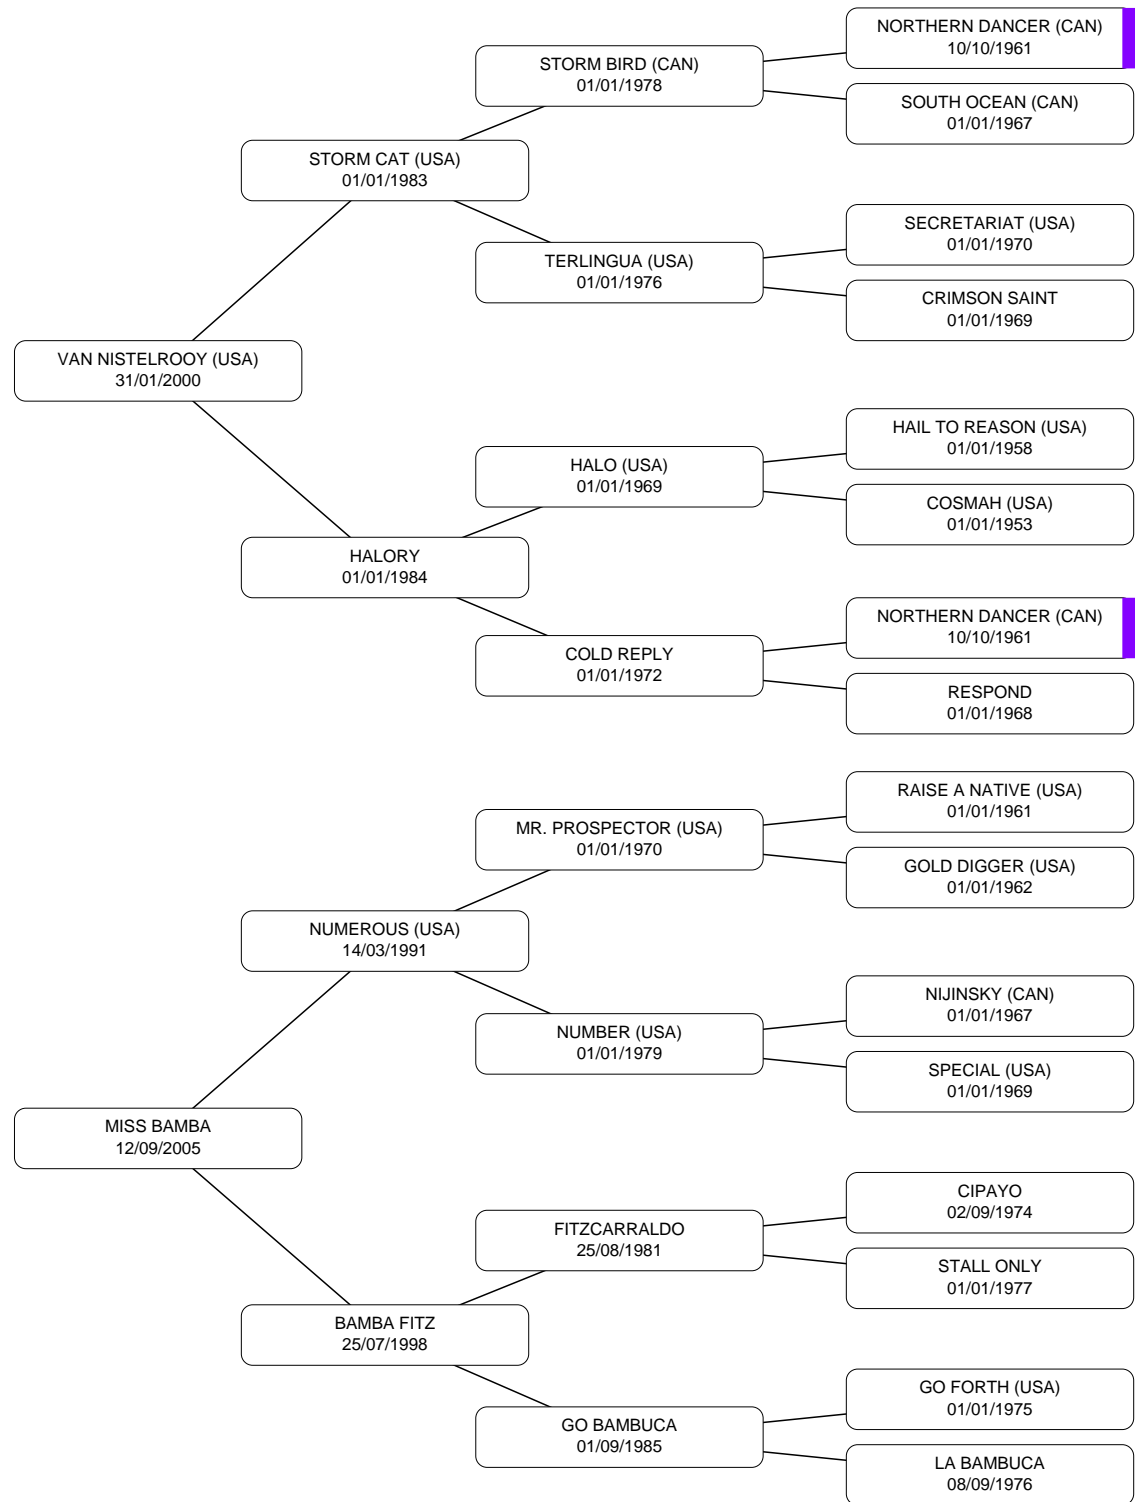 NORTHERN DANCER (CAN)
10/10/1961
STORM BIRD (CAN)
01/01/1978
SOUTH OCEAN (CAN)
01/01/1967
STORM CAT (USA)
01/01/1983
SECRETARIAT (USA)
01/01/1970
TERLINGUA (USA)
01/01/1976
CRIMSON SAINT
01/01/1969
VAN NISTELROOY (USA)
31/01/2000
HAIL TO REASON (USA)
01/01/1958
HALO (USA)
01/01/1969
COSMAH (USA)
01/01/1953
HALORY
01/01/1984
NORTHERN DANCER (CAN)
10/10/1961
COLD REPLY
01/01/1972
RESPOND
01/01/1968
RAISE A NATIVE (USA)
01/01/1961
MR. PROSPECTOR (USA)
01/01/1970
GOLD DIGGER (USA)
01/01/1962
NUMEROUS (USA)
14/03/1991
NIJINSKY (CAN)
01/01/1967
NUMBER (USA)
01/01/1979
SPECIAL (USA)
01/01/1969
MISS BAMBA
12/09/2005
CIPAYO
02/09/1974
FITZCARRALDO
25/08/1981
STALL ONLY
01/01/1977
BAMBA FITZ
25/07/1998
GO FORTH (USA)
01/01/1975
GO BAMBUCA
01/09/1985
LA BAMBUCA
08/09/1976